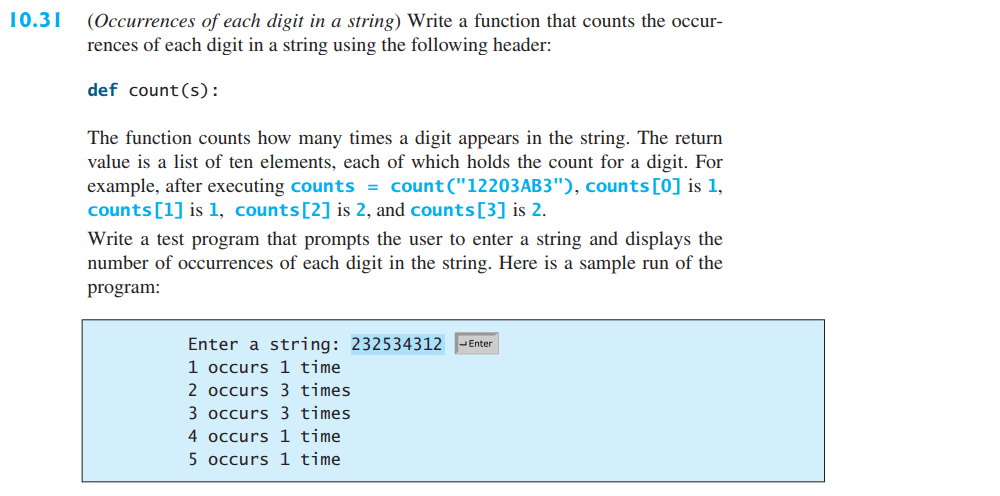 10.31 (Occurrences of each digit in a string) Write a function that counts the occur-
rences of each digit in a string using the following header:
def count(s):
The function counts how many times a digit appears in the string. The return
value is a list of ten elements, each of which holds the count for a digit. For
example, after executing counts = count("12203AB3"), counts[0] is 1,
counts[1] is 1, counts[2] is 2, and counts[3] is 2.
Write a test program that prompts the user to enter a string and displays the
number of occurrences of each digit in the string. Here is a sample run of the
program:
Enter a string: 232534312 ↵Enter
1 occurs 1 time
2 occurs 3 times
3 occurs 3 times
4 occurs 1 time
5 occurs 1 time